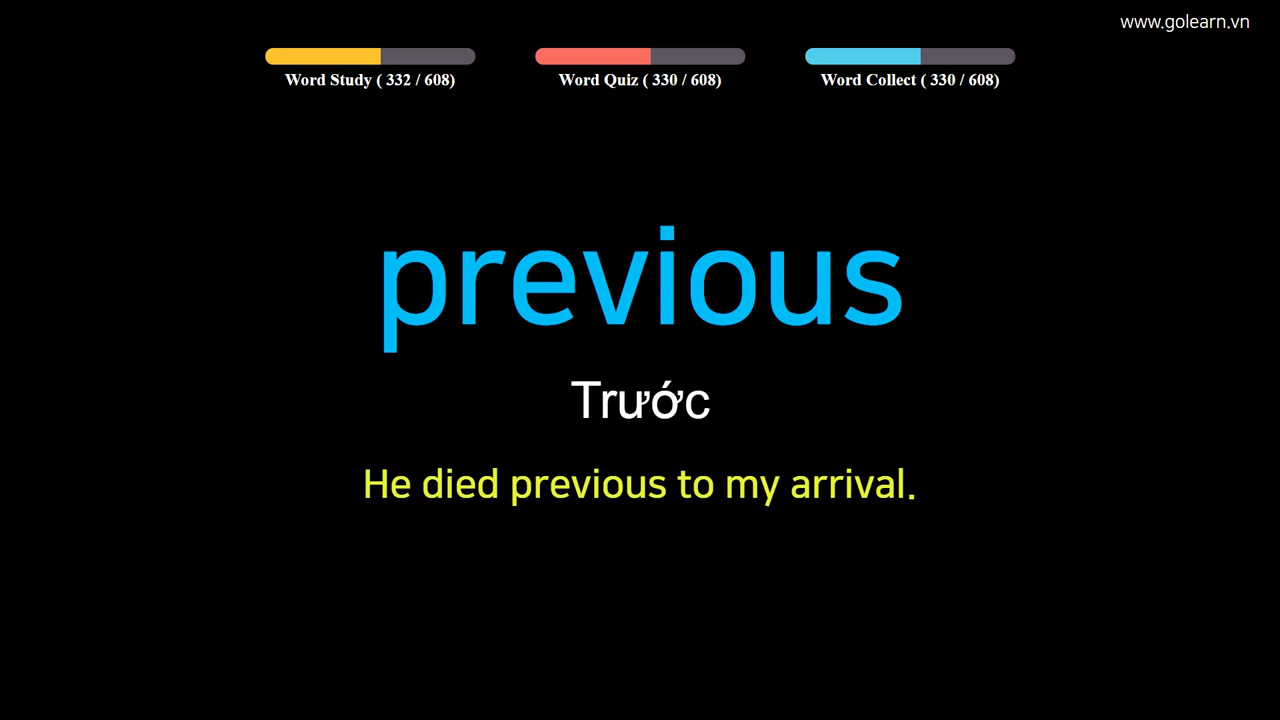 www.golearn.vn
Word Study ( 332 / 608)
Word Quiz ( 330 / 608)
Word Collect ( 330 / 608)
previous
Trước
He died previous to my arrival.